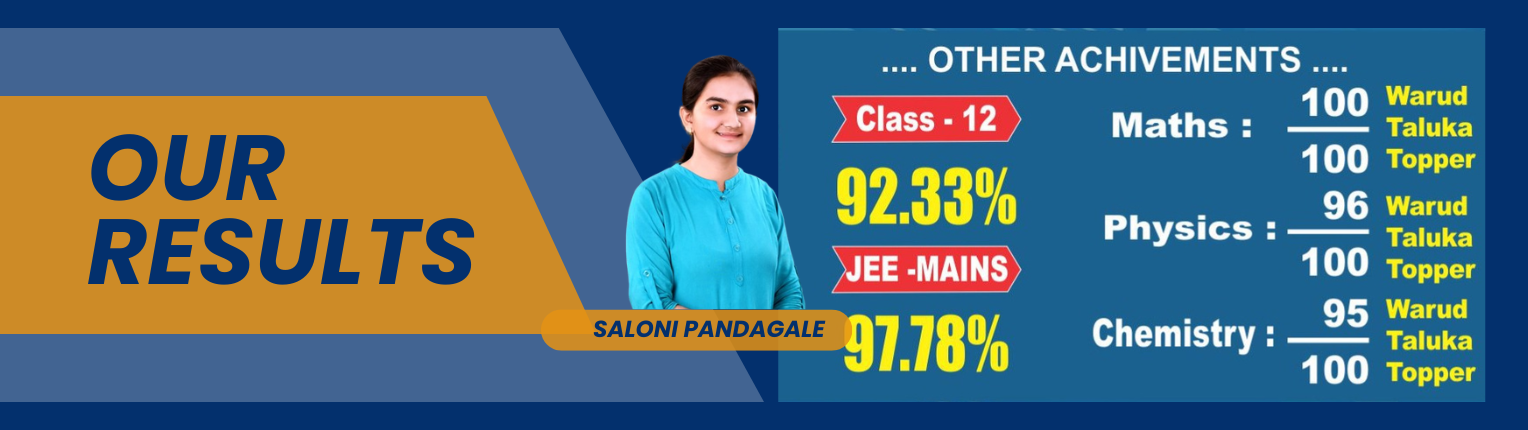 OUR
RESULTS
SALONI PANDAGALE
.... OTHER ACHIVEMENTS ....
Class - 12
92.33%
JEE -MAINS
97.78%
Maths : 100
100
Warud
Taluka
Topper
Physics : 96
100
Warud
Taluka
Topper
Chemistry : 95
100
Warud
Taluka
Topper